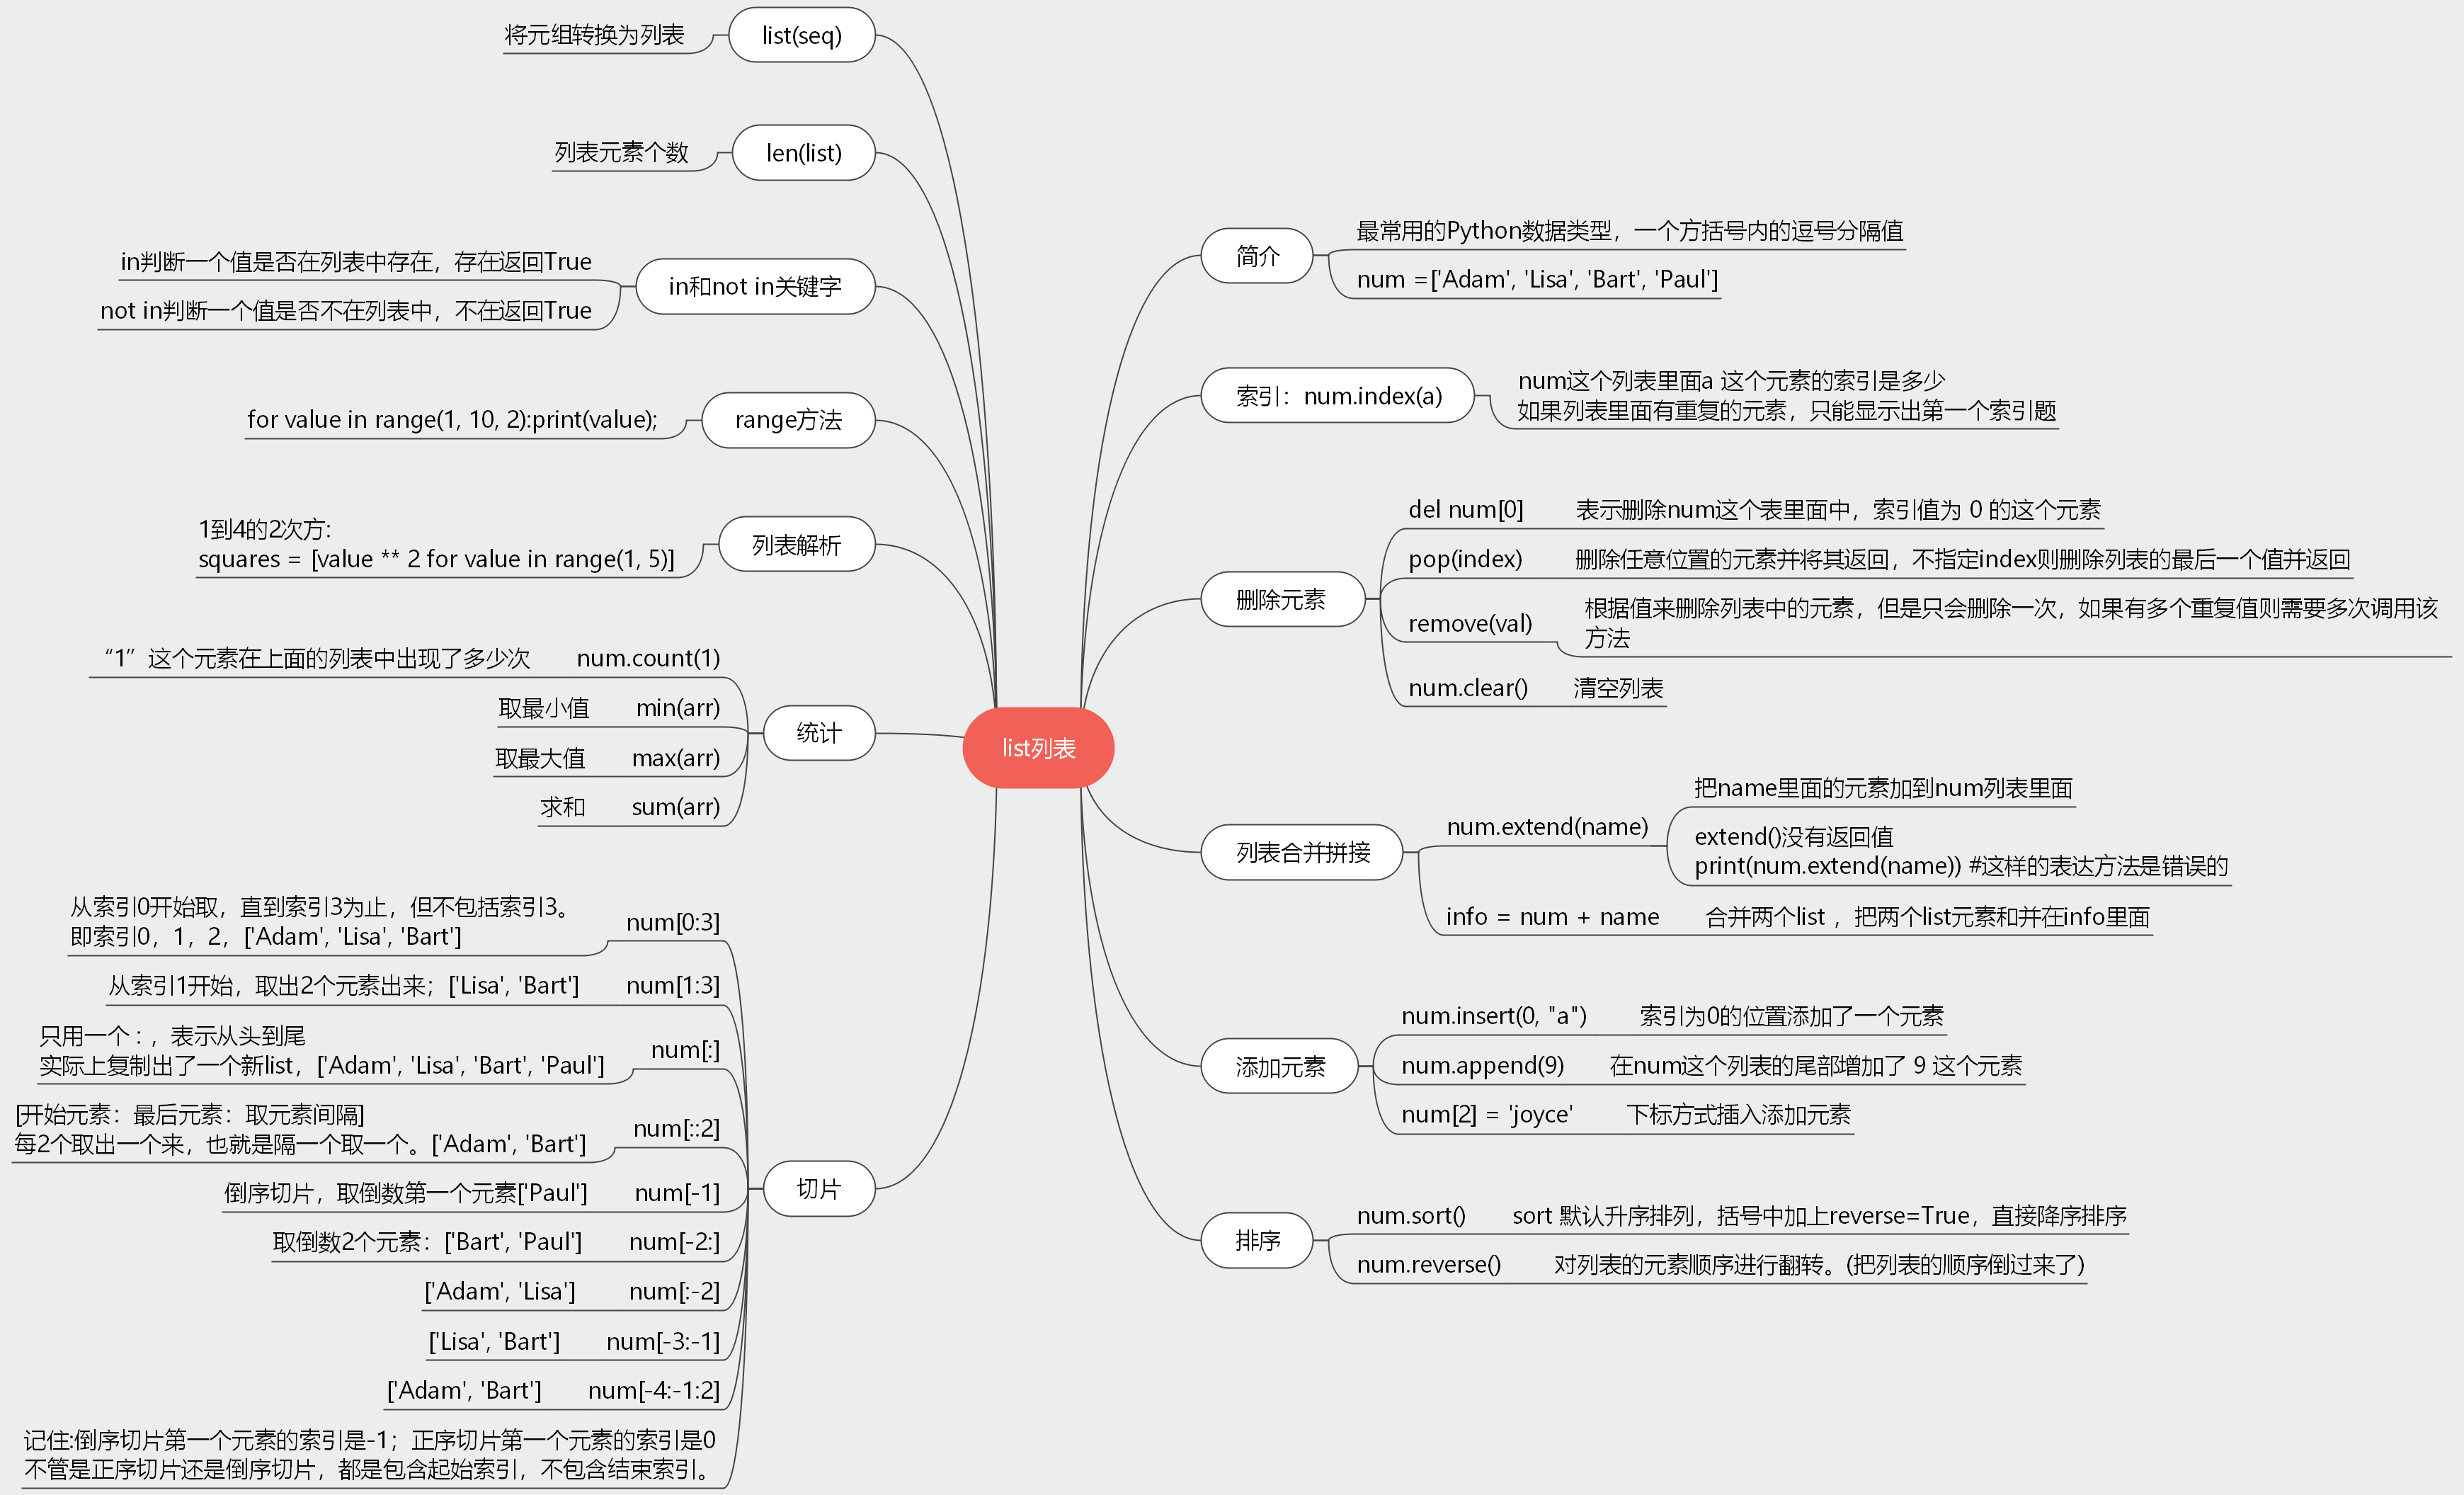 list列表
简介
最常用的Python数据类型，一个方括号内的逗号分隔值
num =['Adam', 'Lisa', 'Bart', 'Paul']
索引：num.index(a)
num这个列表里面a 这个元素的索引是多少
如果列表里面有重复的元素，只能显示出第一个索引题
删除元素
del num[0]
表示删除num这个表里面中，索引值为 0 的这个元素
pop(index)
删除任意位置的元素并将其返回，不指定index则删除列表的最后一个值并返回
remove(val)
根据值来删除列表中的元素，但是只会删除一次，如果有多个重复值则需要多次调用该
方法
num.clear()
清空列表
列表合并拼接
num.extend(name)
把name里面的元素加到num列表里面
extend()没有返回值
print(num.extend(name)) #这样的表达方法是错误的
info = num + name
合并两个list ，把两个list元素和并在info里面
添加元素
num.insert(0, "a")
索引为0的位置添加了一个元素
num.append(9)
在num这个列表的尾部增加了 9 这个元素
num[2] = 'joyce'
下标方式插入添加元素
排序
num.sort()
sort 默认升序排列，括号中加上reverse=True，直接降序排序
num.reverse()
对列表的元素顺序进行翻转。(把列表的顺序倒过来了)
list(seq)
将元组转换为列表
len(list)
列表元素个数
in和not in关键字
in判断一个值是否在列表中存在，存在返回True
not in判断一个值是否不在列表中，不在返回True
range方法
for value in range(1, 10, 2):print(value);
列表解析
1到4的2次方:
squares = [value ** 2 for value in range(1, 5)]
统计
num.count(1)
“1”这个元素在上面的列表中出现了多少次
min(arr)
取最小值
max(arr)
取最大值
sum(arr)
求和
切片
num[0:3]
从索引0开始取，直到索引3为止，但不包括索引3。
即索引0，1，2，['Adam', 'Lisa', 'Bart']
num[1:3]
从索引1开始，取出2个元素出来；['Lisa', 'Bart']
num[:]
只用一个 : ，表示从头到尾
实际上复制出了一个新list，['Adam', 'Lisa', 'Bart', 'Paul']
num[::2]
[开始元素：最后元素：取元素间隔]
每2个取出一个来，也就是隔一个取一个。['Adam', 'Bart']
num[-1]
倒序切片，取倒数第一个元素['Paul']
num[-2:]
取倒数2个元素：['Bart', 'Paul']
num[:-2]
['Adam', 'Lisa']
num[-3:-1]
['Lisa', 'Bart']
num[-4:-1:2]
['Adam', 'Bart']
记住:倒序切片第一个元素的索引是-1；正序切片第一个元素的索引是0
不管是正序切片还是倒序切片，都是包含起始索引，不包含结束索引。